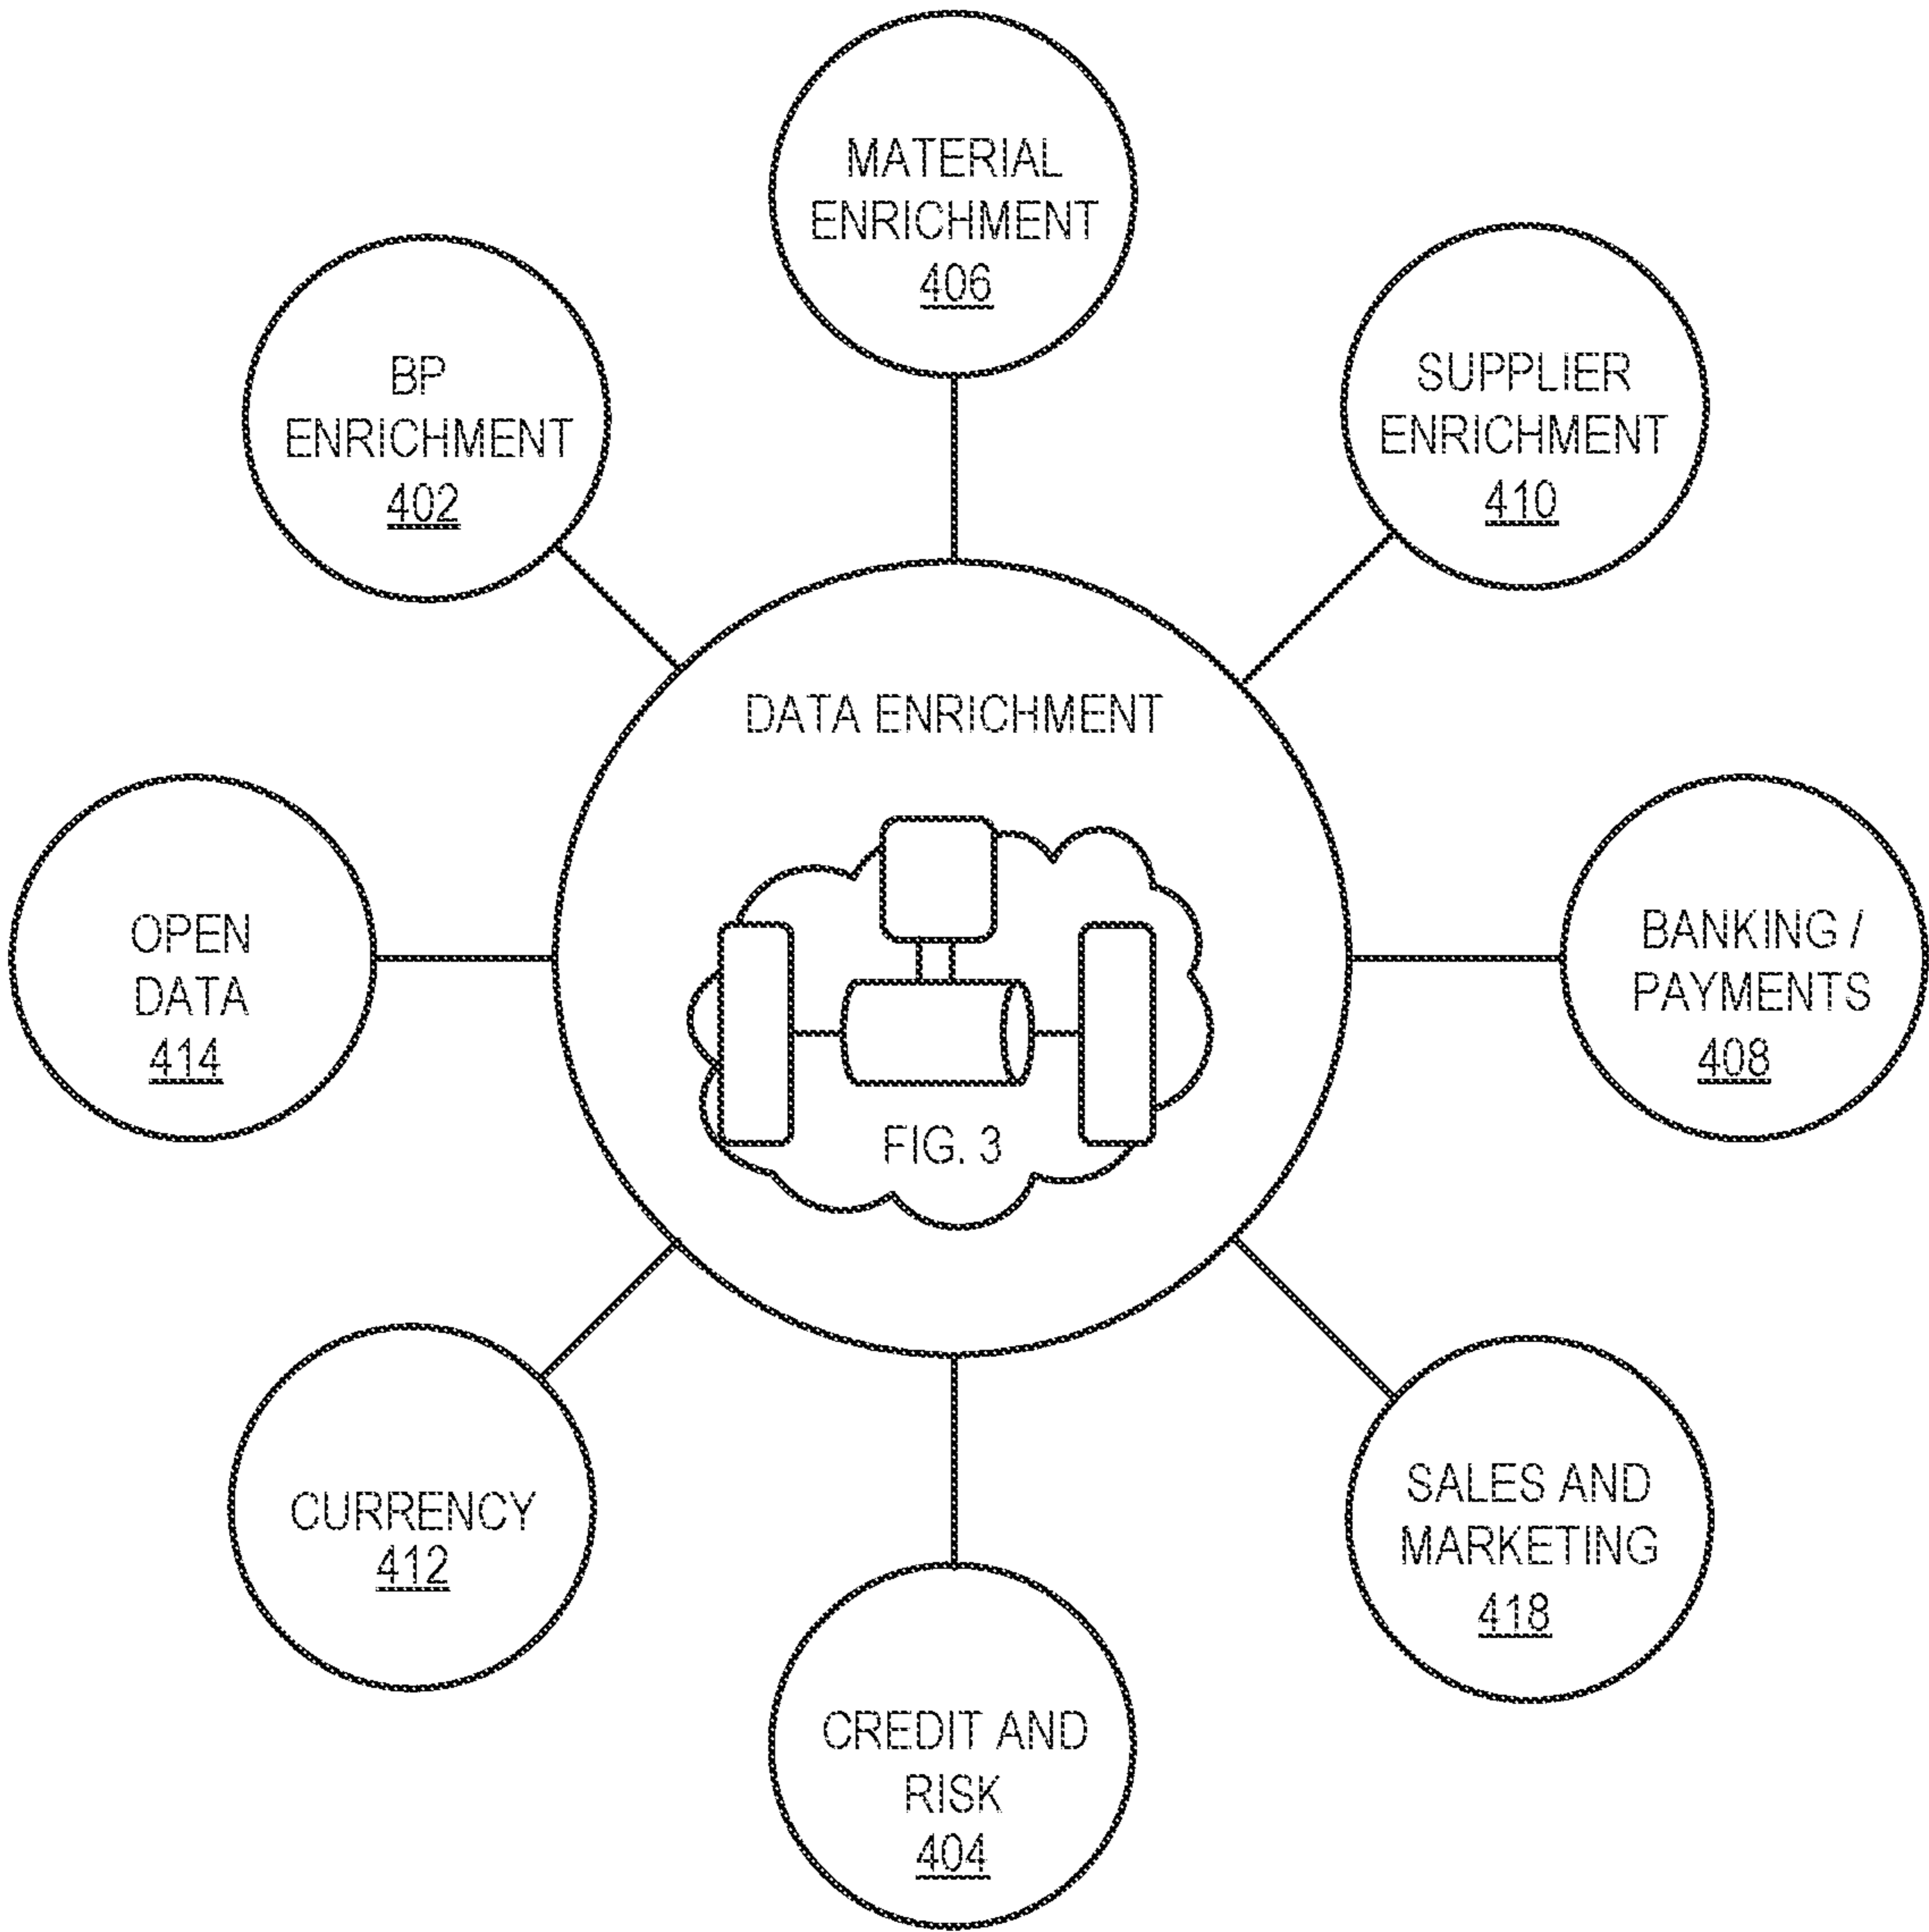 MATERIAL
ENRICHMENT
406
BP
ENRICHMENT
402
SUPPLIER
ENRICHMENT
410
DATA ENRICHMENT
OPEN
DATA
414
BANKING /
PAYMENTS
408
FIG. 3
CURRENCY
412
SALES AND
MARKETING
418
CREDIT AND
RISK
404